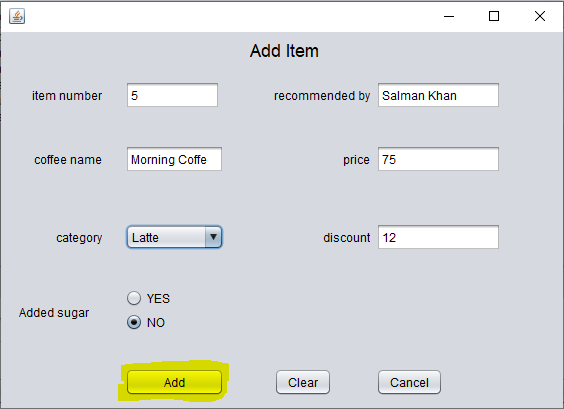 Add Item
item number 5 recommended by Salman Khan
coffee name Morning Coffe price 75
category Latte discount 12
Added sugar YES
NO
Add Clear Cancel